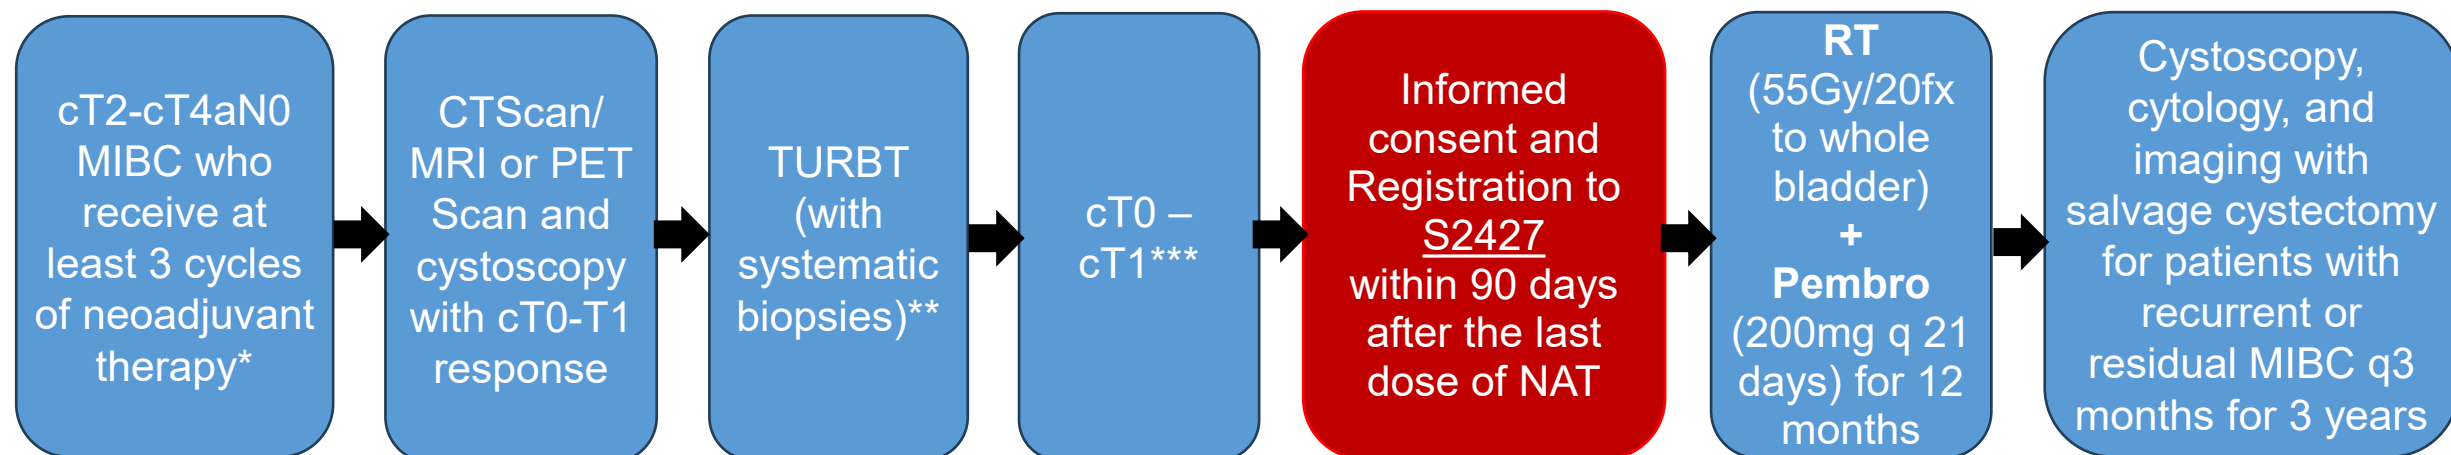 cT2-cT4aN0
MIBC who
receive at
least 3 cycles
of neoadjuvant
therapy*
CTScan/
MRI or PET
Scan and
cystoscopy
with cT0-T1
response
TURBT
(with
systematic
biopsies)**
cT0 –
cT1***
Informed
consent and
Registration to
S2427
within 90 days
after the last
dose of NAT
RT
(55Gy/20fx
to whole
bladder)
+
Pembro
(200mg q 21
days) for 12
months
Cystoscopy,
cytology, and
imaging with
salvage cystectomy
for patients with
recurrent or
residual MIBC q3
months for 3 years